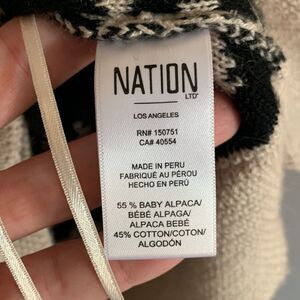 NATION
LTD
LOS ANGELES
RN# 150751
CA# 40554
MADE IN PERU
FABRIQUÉ AU PÉROU
HECHO EN PERÚ
55 % BABY ALPACA/
BÉBÉ ALPAGA/
ALPACA BEBÉ
45% COTTON/COTON/
ALGODÓN